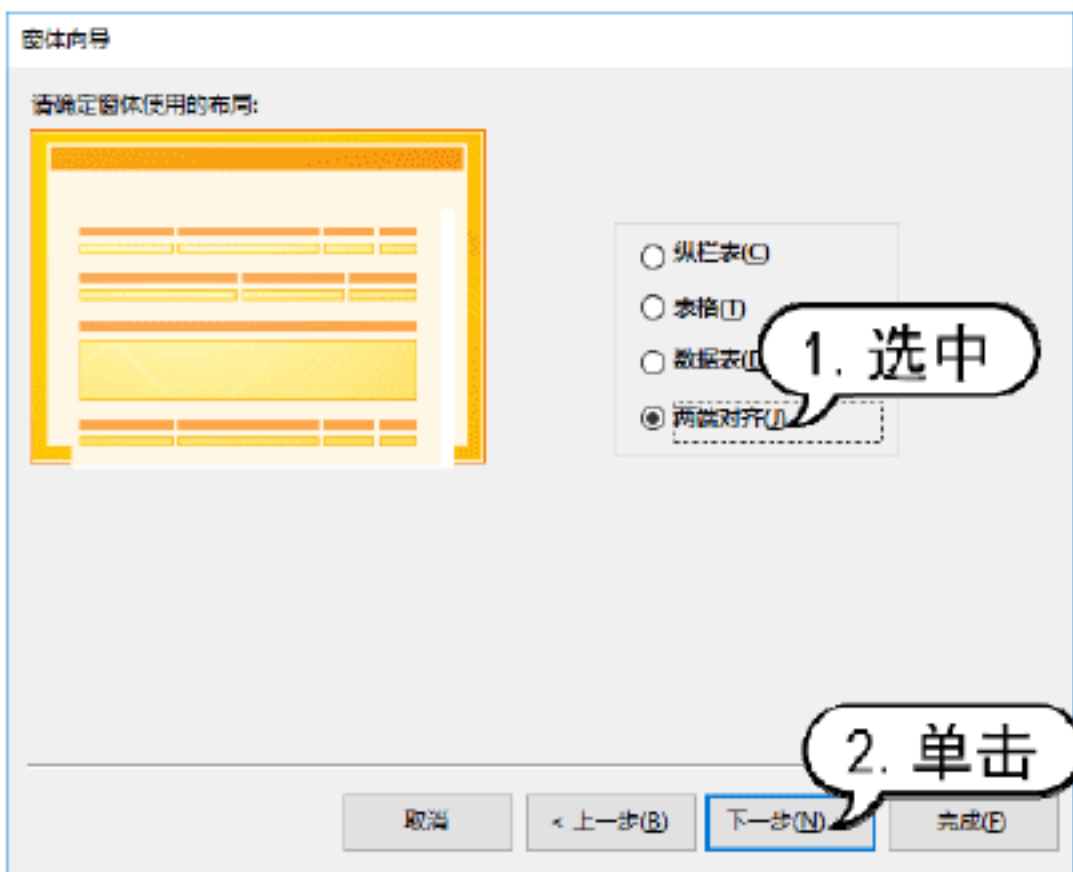 窗体向导
请确定窗体使用的布局:
纵栏表(C)
表格(T)
数据表(D
1. 选中
两端对齐(J)
2. 单击
取消
< 上一步(B)
下一步(N)
完成(F)